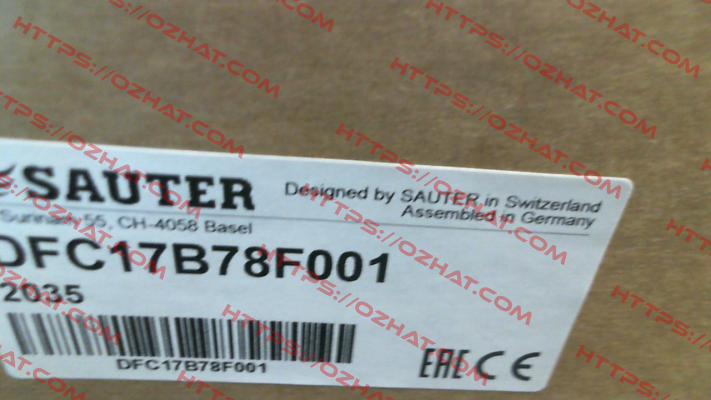 SAUTER
Designed by SAUTER in Switzerland
Assembled in Germany
55, CH-4058 Basel
DFC17B78F001
2035
DFC17B78F001
EAC CE
HTTPS://OZHAT.COM